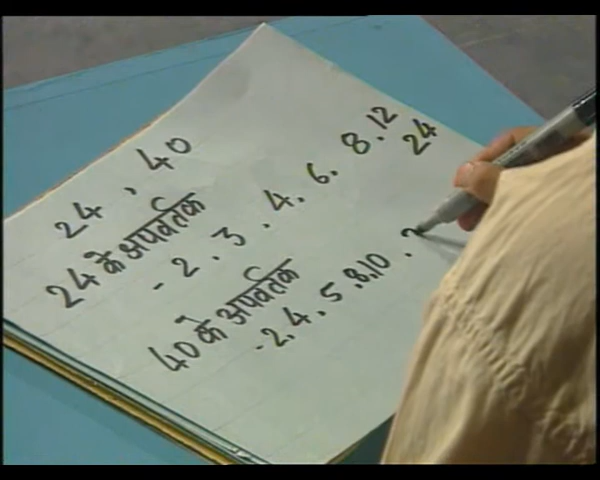 24, 40
24 के अपवर्तक
- 2. 3. 4. 6. 8. 12
24
40 के अपवर्तक
- 2, 4. 5. 8. 10. 2